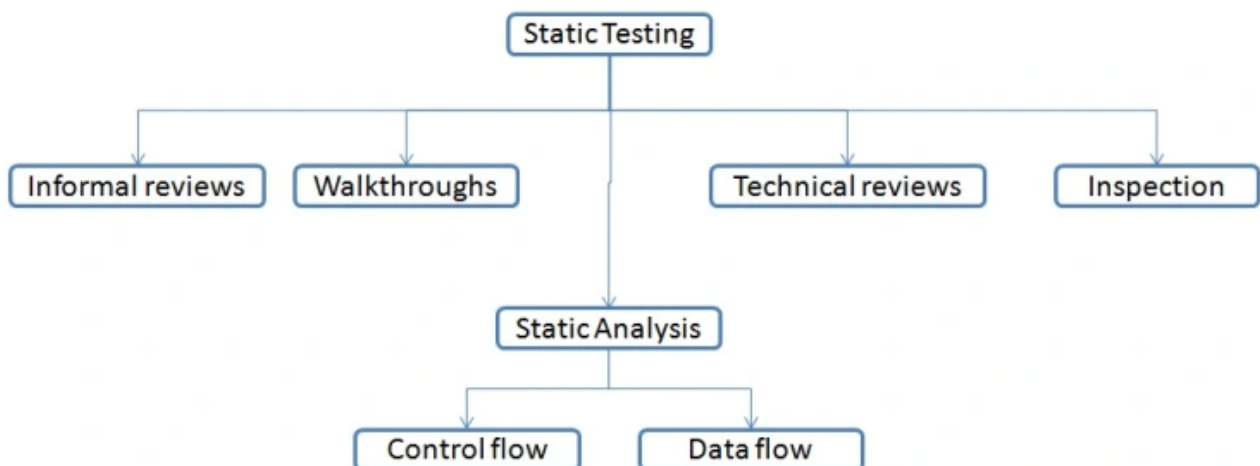 Static Testing
Informal reviews
Walkthroughs
Technical reviews
Inspection
Static Analysis
Control flow
Data flow